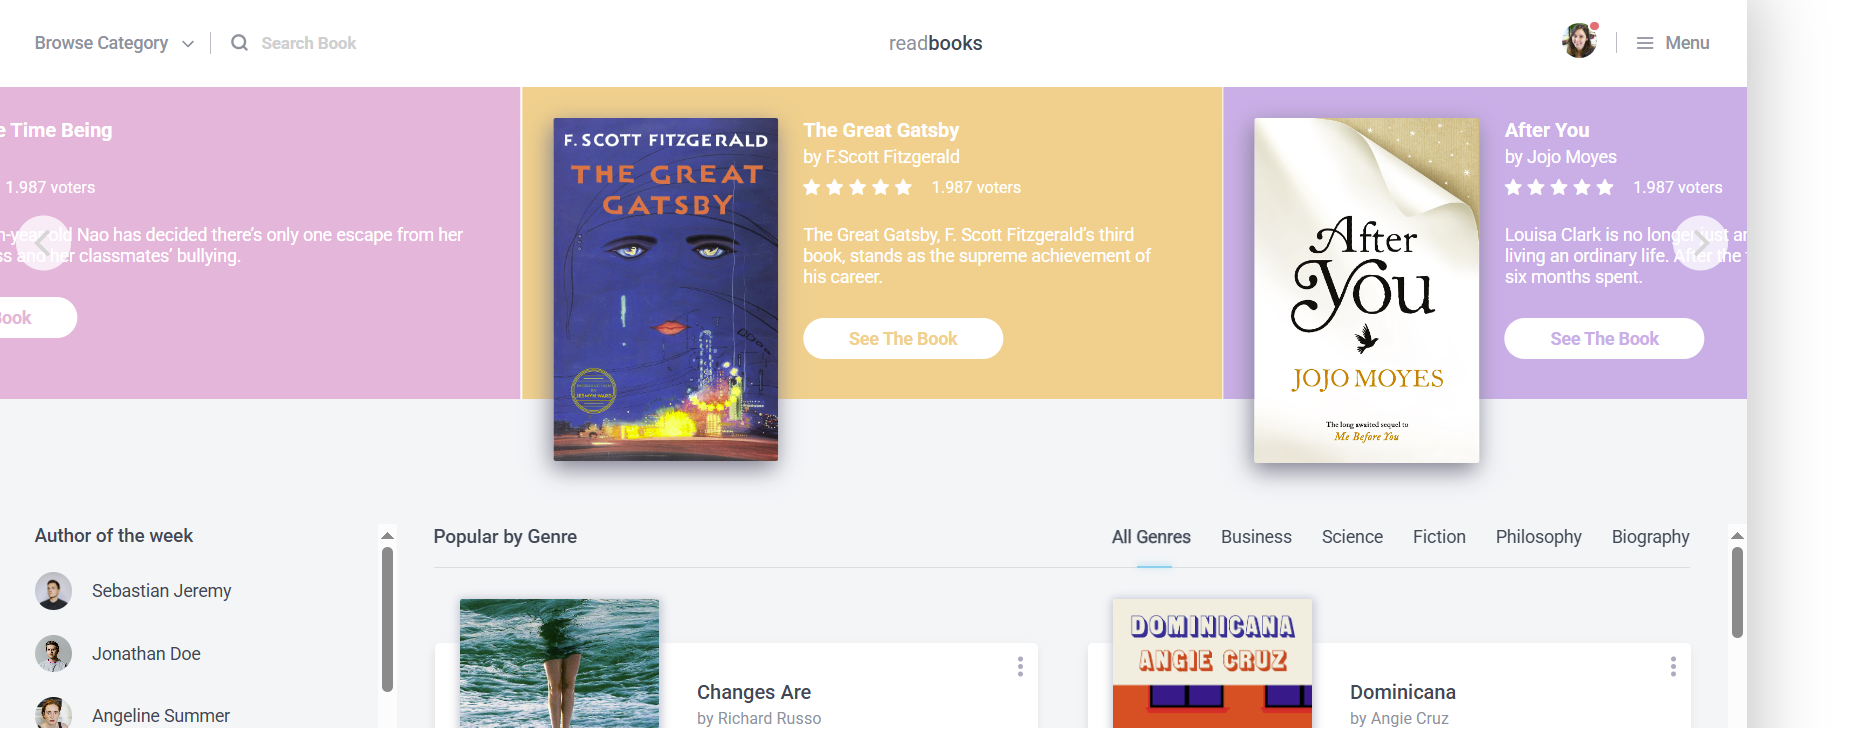 Browse Category
Search Book
readbooks
Menu
e Time Being
1.987 voters
n-year-old Nao has decided there's only one escape from her
ss and her classmates' bullying.
Book
F. SCOTT FITZGERALD
THE GREAT
GATSBY
The Great Gatsby
by F.Scott Fitzgerald
1.987 voters
The Great Gatsby, F. Scott Fitzgerald's third
book, stands as the supreme achievement of
his career.
See The Book
After
You
JOJO MOYES
The long awaited sequel to
Me Before You
After You
by Jojo Moyes
1.987 voters
Louisa Clark is no longer just an
living an ordinary life. After the
six months spent.
See The Book
Author of the week
Sebastian Jeremy
Jonathan Doe
Angeline Summer
Popular by Genre
All Genres
Business
Science
Fiction
Philosophy
Biography
Changes Are
by Richard Russo
DOMINICANA
ANGIE CRUZ
Dominicana
by Angie Cruz